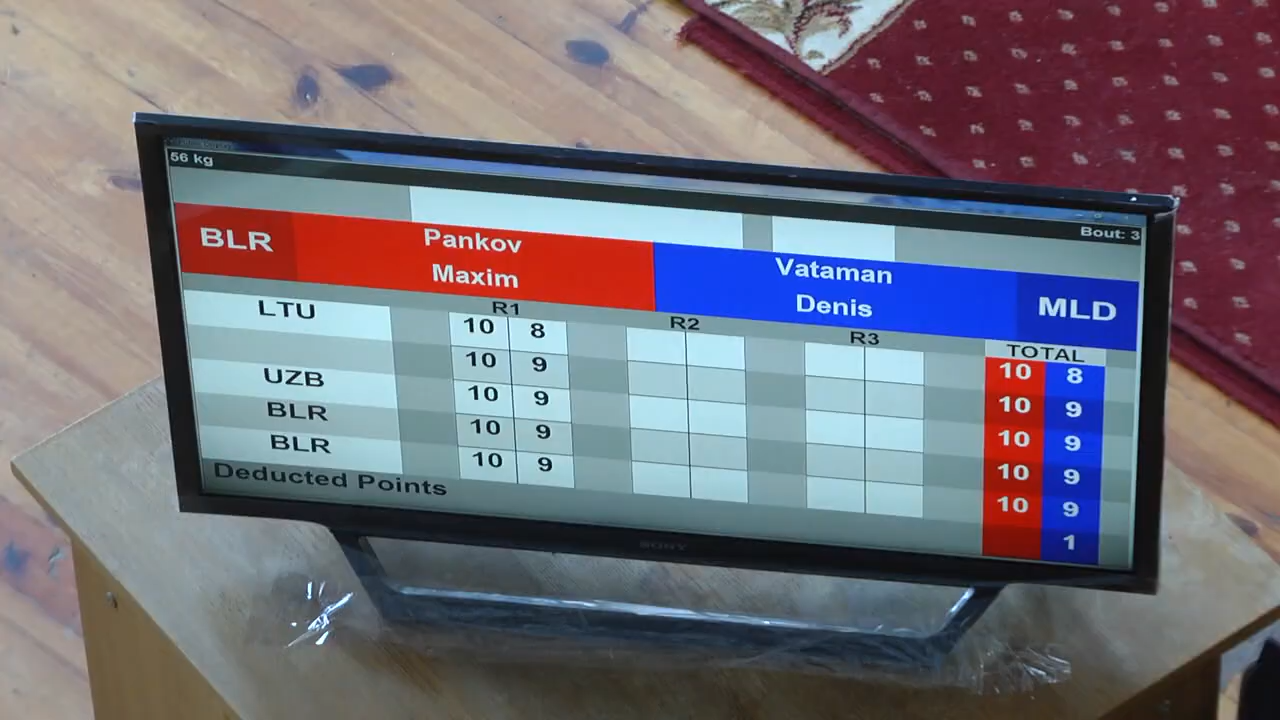 56 kg
Bout: 3
BLR Pankov Maxim
Vataman Denis MLD
R1 R2 R3 TOTAL
LTU 10 8 10 8
10 9 10 9
UZB 10 9 10 9
BLR 10 9 10 9
BLR 10 9 10 9
Deducted Points 1
SONY